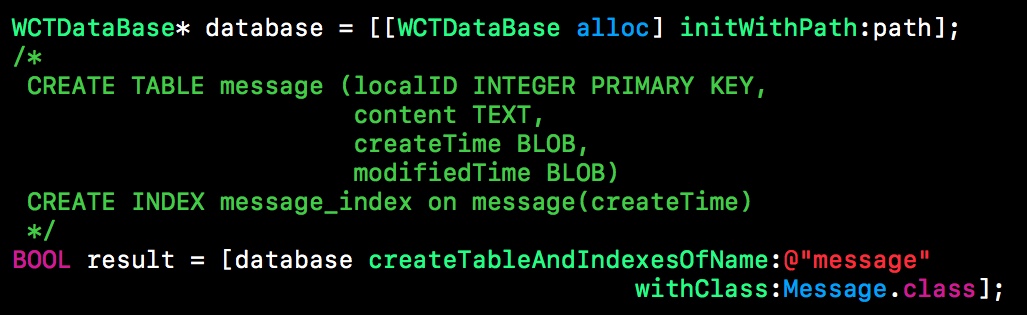 WCTDataBase* database = [[WCTDataBase alloc] initWithPath:path];
/*
 CREATE TABLE message (localID INTEGER PRIMARY KEY,
                       content TEXT,
                       createTime BLOB,
                       modifiedTime BLOB)
 CREATE INDEX message_index on message(createTime)
 */
BOOL result = [database createTableAndIndexesOfName:@"message"
                                          withClass:Message.class];